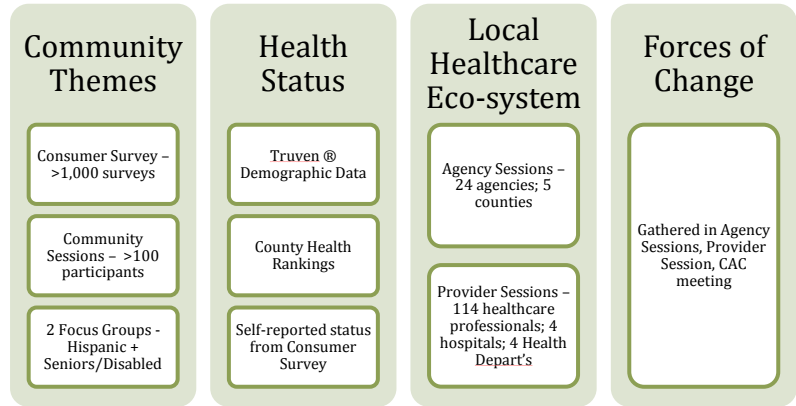 Community
Themes
Consumer Survey –
>1,000 surveys
Community
Sessions – >100
participants
2 Focus Groups -
Hispanic +
Seniors/Disabled
Health
Status
Truven ®
Demographic Data
County Health
Rankings
Self-reported status
from Consumer
Survey
Local
Healthcare
Eco-system
Agency Sessions –
24 agencies; 5
counties
Provider Sessions –
114 healthcare
professionals; 4
hospitals; 4 Health
Depart's
Forces of
Change
Gathered in Agency
Sessions, Provider
Session, CAC
meeting